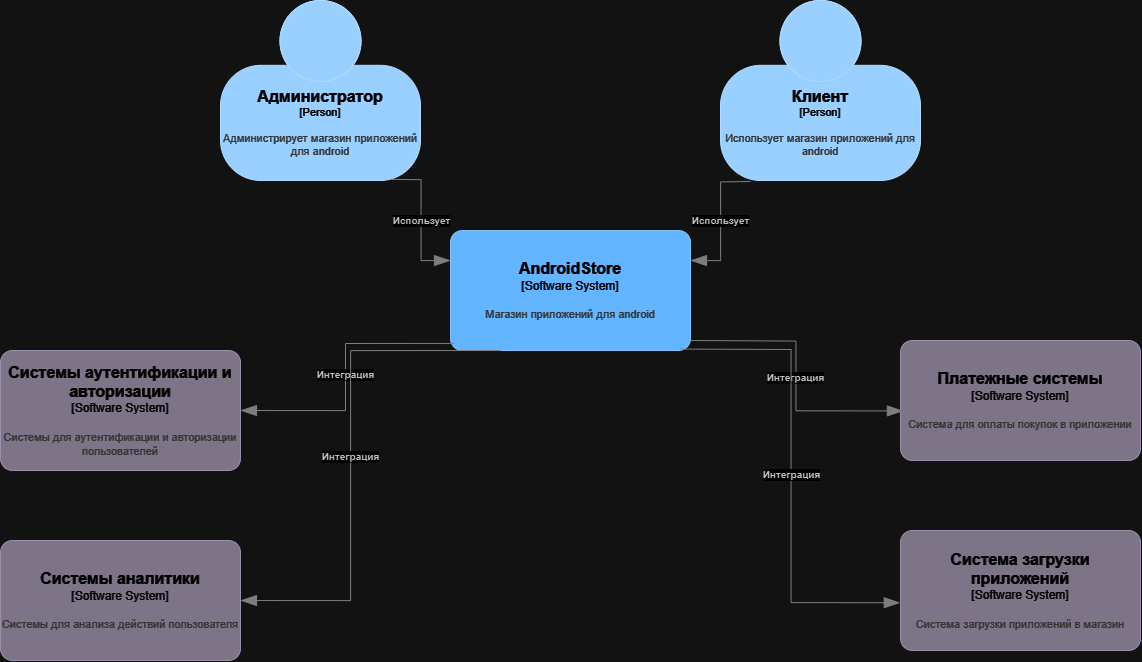 Администратор
[Person]
Администрирует магазин приложений
для android
Клиент
[Person]
Использует магазин приложений для
android
Использует
Использует
AndroidStore
[Software System]
Магазин приложений для android
Системы аутентификации и
авторизации
[Software System]
Системы для аутентификации и авторизации
пользователей
Интеграция
Интеграция
Платежные системы
[Software System]
Система для оплаты покупок в приложении
Интеграция
Интеграция
Системы аналитики
[Software System]
Системы для анализа действий пользователя
Система загрузки
приложений
[Software System]
Система загрузки приложений в магазин